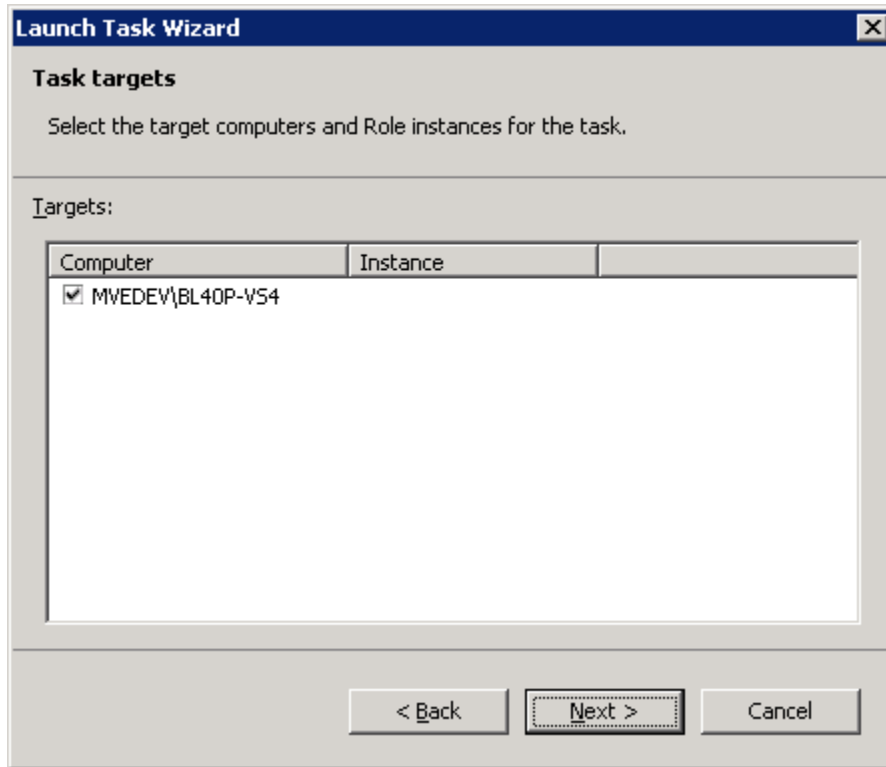 Launch Task Wizard
Task targets
Select the target computers and Role instances for the task.
Targets:
Computer Instance
MVEDEV\BL40P-VS4
< Back Next > Cancel